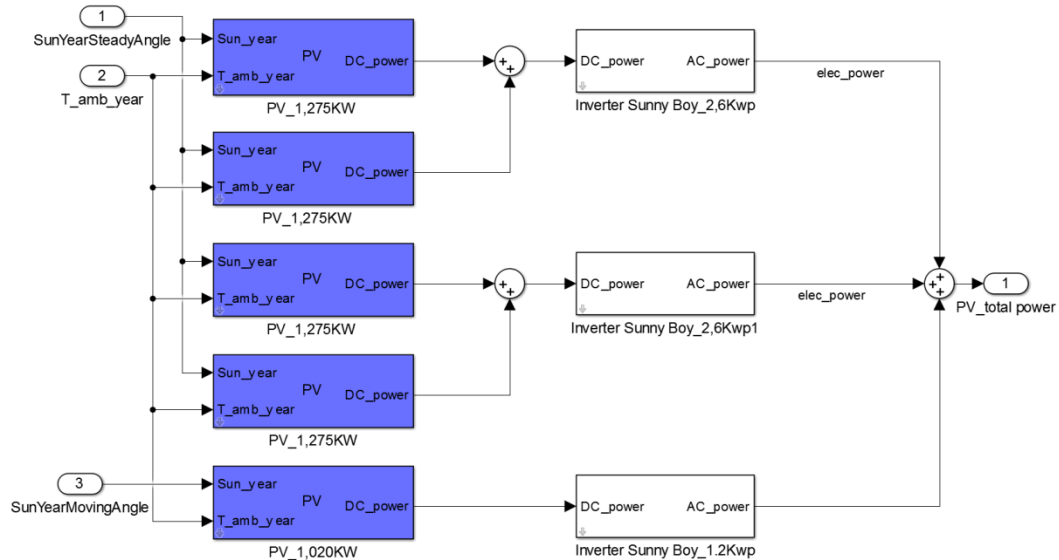 1
SunYearSteadyAngle
2
T_amb_year
Sun_year
PV
DC_power
T_amb_year
PV_1,275KW
+
+
DC_power
AC_power
Inverter Sunny Boy_2,6Kwp
elec_power
Sun_year
PV
DC_power
T_amb_year
PV_1,275KW
Sun_year
PV
DC_power
T_amb_year
PV_1,275KW
+
+
DC_power
AC_power
Inverter Sunny Boy_2,6Kwp1
elec_power
+
+
+
1
PV_total power
Sun_year
PV
DC_power
T_amb_year
PV_1,275KW
3
SunYearMovingAngle
Sun_year
PV
DC_power
T_amb_year
PV_1,020KW
DC_power
AC_power
Inverter Sunny Boy_1.2Kwp